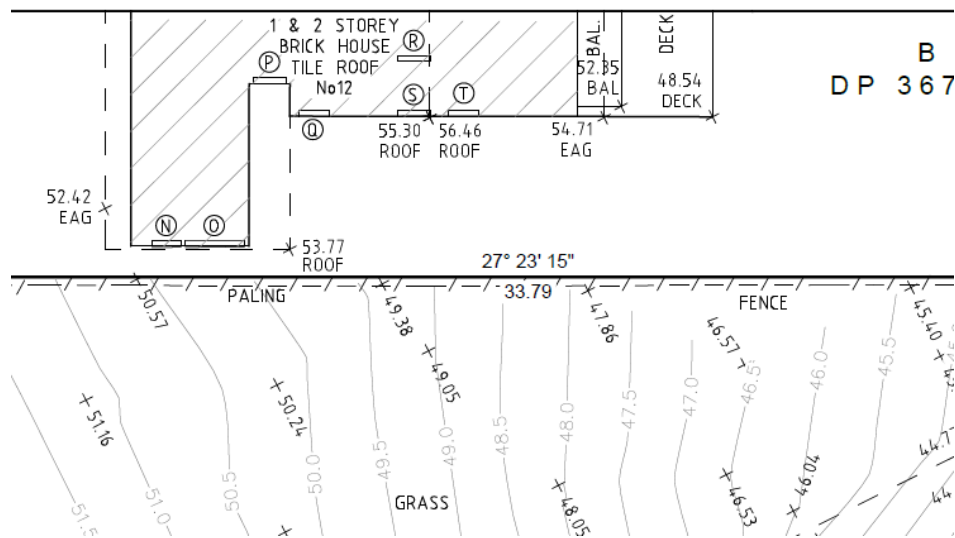 1 & 2 STOREY
BRICK HOUSE
TILE ROOF
No12
P
R
S
T
Q
N
O
BAL.
DECK
52.35
BAL
48.54
DECK
B
DP 367
55.30
ROOF
56.46
ROOF
54.71
EAG
52.42
EAG
53.77
ROOF
27° 23' 15"
33.79
PALING
FENCE
50.57
49.38
47.86
46.57
45.40
49.05
51.16
50.24
46.53
46.04
48.05
44.7
44.
51.5
51.0
50.5
50.0
49.5
49.0
48.5
48.0
47.5
47.0
46.5
46.0
45.5
GRASS